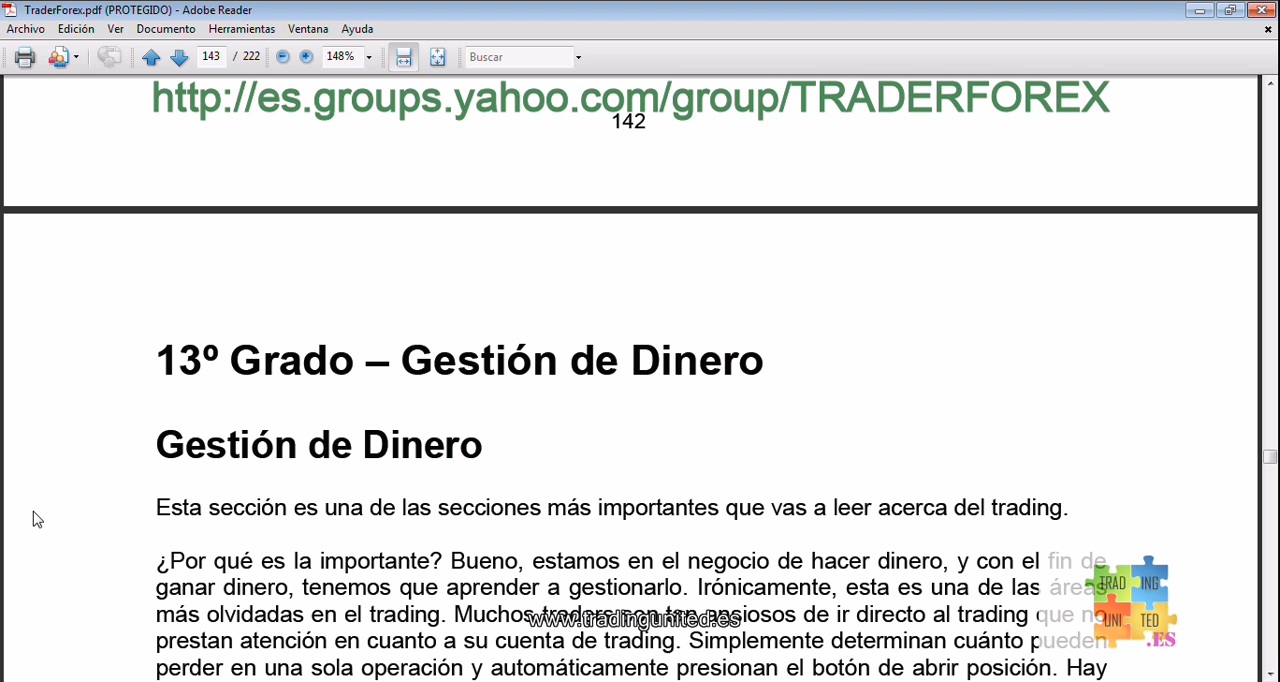 TraderForex.pdf (PROTEGIDO) - Adobe Reader
Archivo Edición Ver Documento Herramientas Ventana Ayuda
143 / 222 148% Buscar
http://es.groups.yahoo.com/group/TRADERFOREX
142
13º Grado – Gestión de Dinero
Gestión de Dinero
Esta sección es una de las secciones más importantes que vas a leer acerca del trading.
¿Por qué es la importante? Bueno, estamos en el negocio de hacer dinero, y con el fin de
ganar dinero, tenemos que aprender a gestionarlo. Irónicamente, esta es una de las áreas
más olvidadas en el trading. Muchos traders son tan ansiosos de ir directo al trading que no
www.tradingunited.es
prestan atención en cuanto a su cuenta de trading. Simplemente determinan cuánto pueden
perder en una sola operación y automáticamente presionan el botón de abrir posición. Hay
TRAD ING
UNI TED
.ES